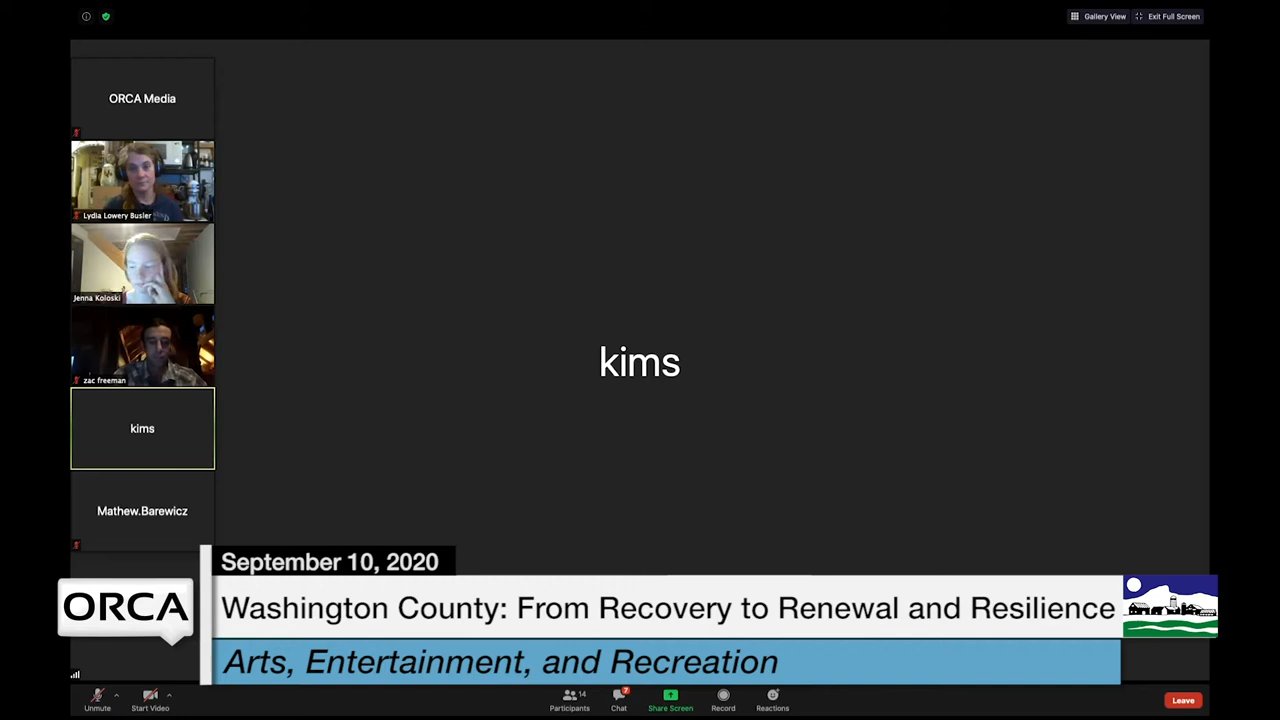 Gallery View
Exit Full Screen
ORCA Media
Lydia Lowery Busler
Jenna Koloski
zac freeman
kims
kims
Mathew.Barewicz
September 10, 2020
ORCA
Washington County: From Recovery to Renewal and Resilience
Arts, Entertainment, and Recreation
Unmute
Start Video
Participants
14
Chat
7
Share Screen
Record
Reactions
Leave